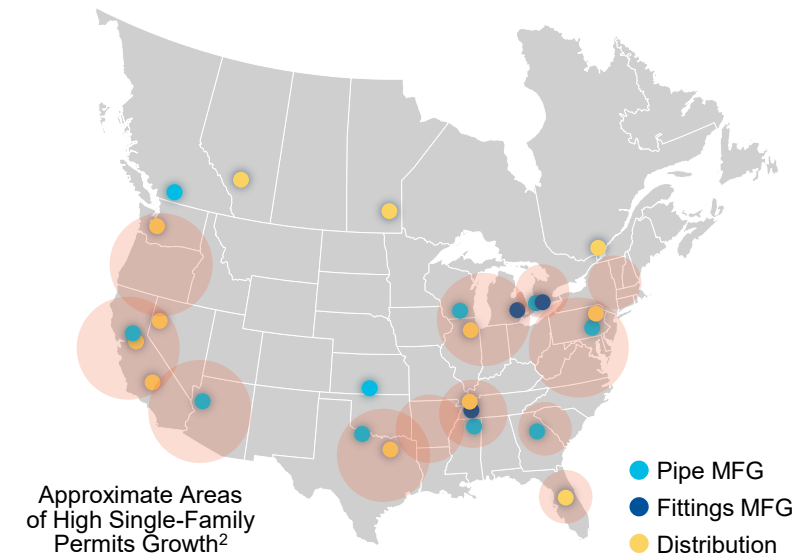 Approximate Areas
of High Single-Family
Permits Growth2
Pipe MFG
Fittings MFG
Distribution